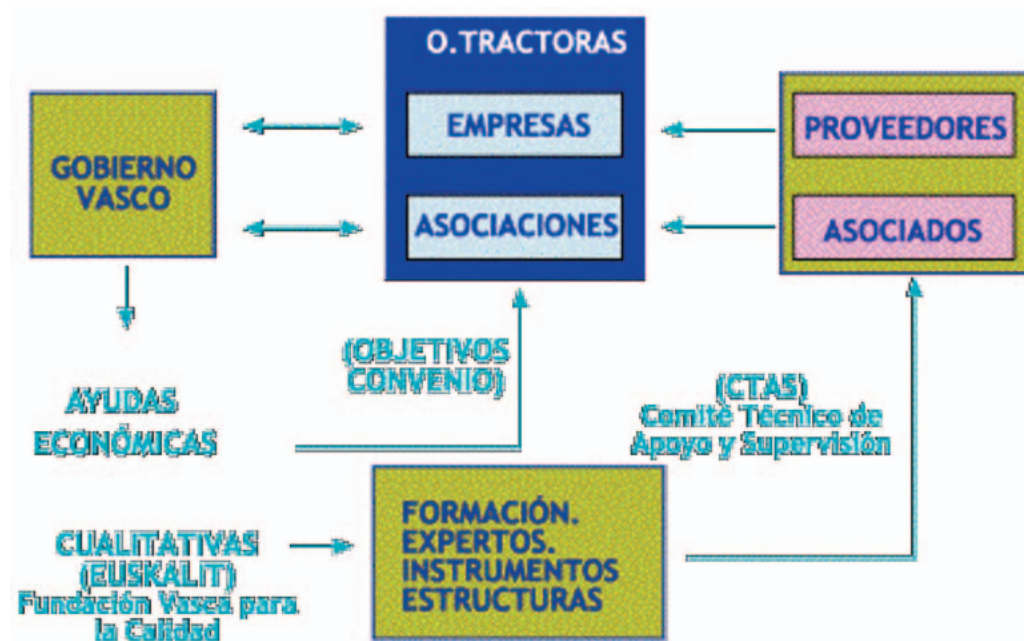 O.TRACTORAS
GOBIERNO
VASCO
EMPRESAS
ASOCIACIONES
PROVEEDORES
ASOCIADOS
AYUDAS
ECONÓMICAS
(OBJETIVOS
CONVENIO)
(CTAS)
Comité Técnico de
Apoyo y Supervisión
CUALITATIVAS
(EUSKALIT)
Fundación Vasca para
la Calidad
FORMACIÓN.
EXPERTOS.
INSTRUMENTOS
ESTRUCTURAS